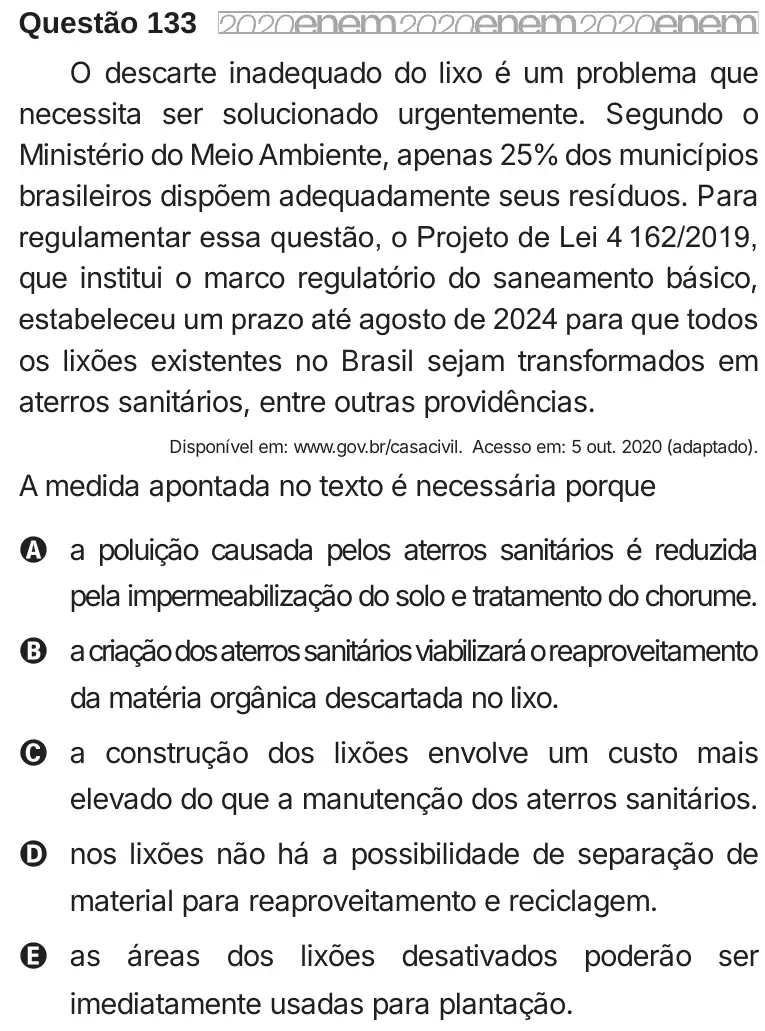 Questão 133 2020enem2020enem2020enem
O descarte inadequado do lixo é um problema que
necessita ser solucionado urgentemente. Segundo o
Ministério do Meio Ambiente, apenas 25% dos municípios
brasileiros dispõem adequadamente seus resíduos. Para
regulamentar essa questão, o Projeto de Lei 4 162/2019,
que institui o marco regulatório do saneamento básico,
estabeleceu um prazo até agosto de 2024 para que todos
os lixões existentes no Brasil sejam transformados em
aterros sanitários, entre outras providências.
Disponível em: www.gov.br/casacivil. Acesso em: 5 out. 2020 (adaptado).
A medida apontada no texto é necessária porque
A a poluição causada pelos aterros sanitários é reduzida
pela impermeabilização do solo e tratamento do chorume.
B a criação dos aterros sanitários viabilizará o reaproveitamento
da matéria orgânica descartada no lixo.
C a construção dos lixões envolve um custo mais
elevado do que a manutenção dos aterros sanitários.
D nos lixões não há a possibilidade de separação de
material para reaproveitamento e reciclagem.
E as áreas dos lixões desativados poderão ser
imediatamente usadas para plantação.